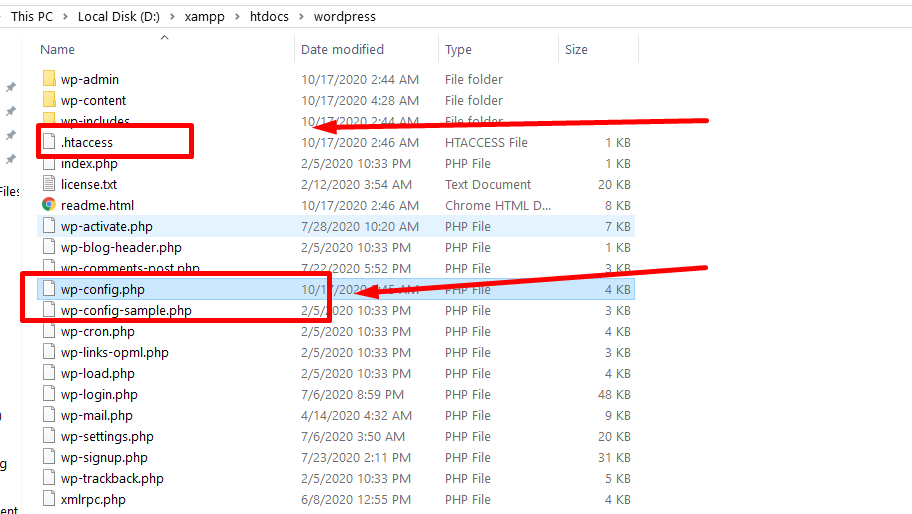 This PC > Local Disk (D:) > xampp > htdocs > wordpress
Name Date modified Type Size
wp-admin 10/17/2020 2:44 AM File folder
wp-content 10/17/2020 4:28 AM File folder
wp-includes 10/17/2020 2:44 AM File folder
.htaccess 10/17/2020 2:46 AM HTACCESS File 1 KB
index.php 2/5/2020 10:33 PM PHP File 1 KB
license.txt 2/12/2020 3:54 AM Text Document 20 KB
Files
readme.html 10/17/2020 2:46 AM Chrome HTML D... 8 KB
wp-activate.php 7/28/2020 10:20 AM PHP File 7 KB
wp-blog-header.php 2/5/2020 10:33 PM PHP File 1 KB
wp-comments-post.php 7/22/2020 5:52 PM PHP File 3 KB
wp-config.php PHP File 4 KB
wp-config-sample.php 2/5/2020 10:33 PM PHP File 3 KB
wp-cron.php 2/5/2020 10:33 PM PHP File 4 KB
wp-links-opml.php 2/5/2020 10:33 PM PHP File 3 KB
wp-load.php 2/5/2020 10:33 PM PHP File 4 KB
wp-login.php 7/6/2020 8:59 PM PHP File 48 KB
wp-mail.php 4/14/2020 4:32 AM PHP File 9 KB
wp-settings.php 7/6/2020 3:50 AM PHP File 20 KB
wp-signup.php 7/23/2020 2:11 PM PHP File 31 KB
wp-trackback.php 2/5/2020 10:33 PM PHP File 5 KB
xmlrpc.php 6/8/2020 12:55 PM PHP File 4 KB